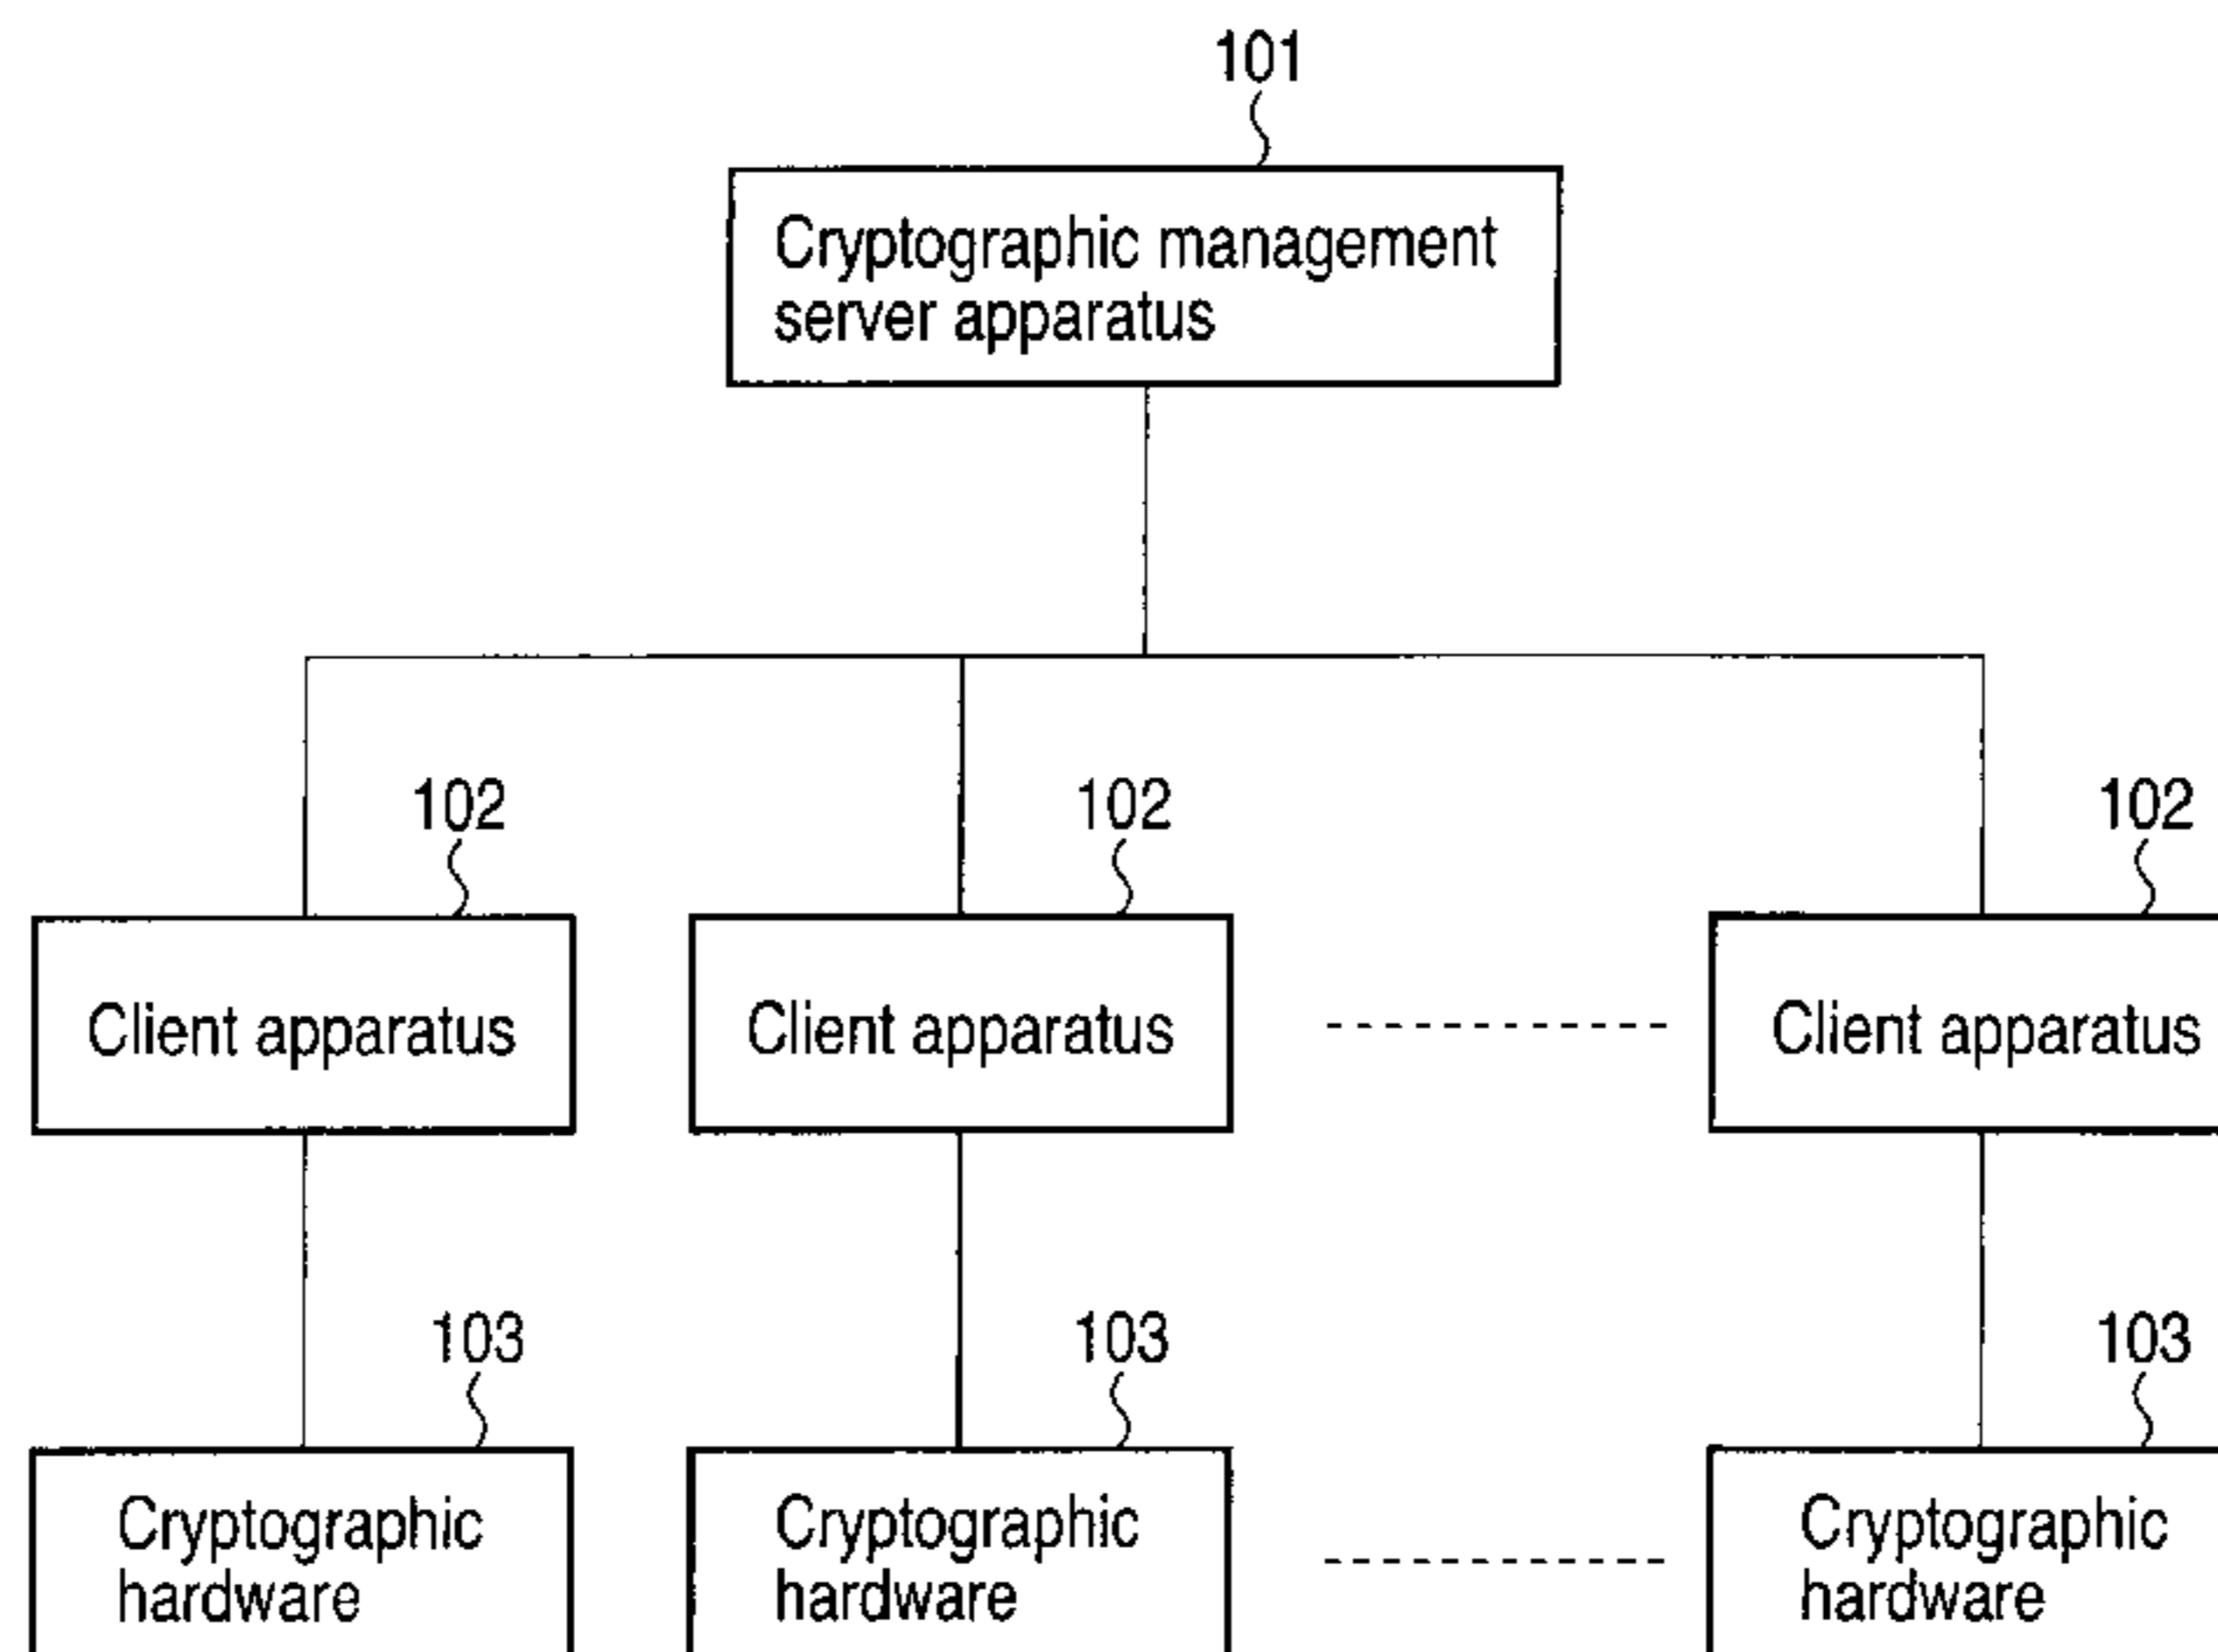 101
Cryptographic management
server apparatus
102
102
102
Client apparatus
Client apparatus
Client apparatus
103
103
103
Cryptographic
hardware
Cryptographic
hardware
Cryptographic
hardware